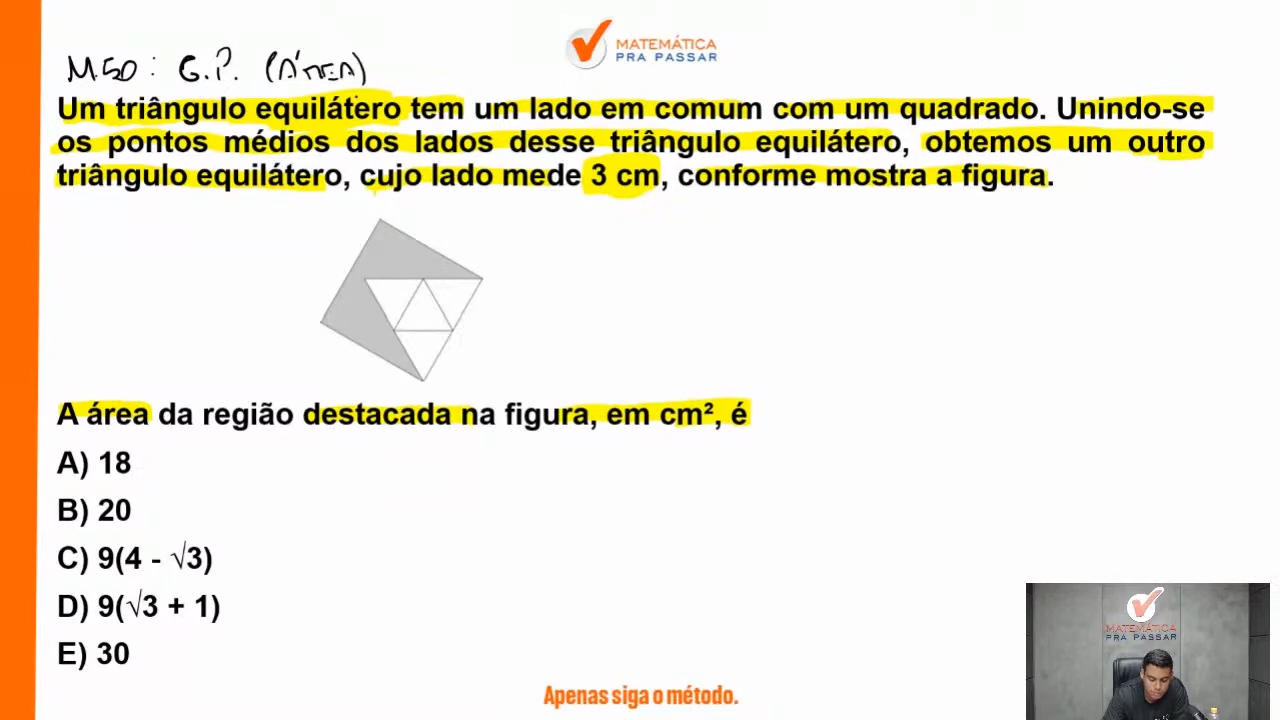 MATEMÁTICA
PRA PASSAR
M.50: G.P. (ÁREA)
Um triângulo equilátero tem um lado em comum com um quadrado. Unindo-se
os pontos médios dos lados desse triângulo equilátero, obtemos um outro
triângulo equilátero, cujo lado mede 3 cm, conforme mostra a figura.
A área da região destacada na figura, em cm², é
A) 18
B) 20
C) 9(4 - √3)
D) 9(√3 + 1)
E) 30
MATEMÁTICA
PRA PASSAR
Apenas siga o método.